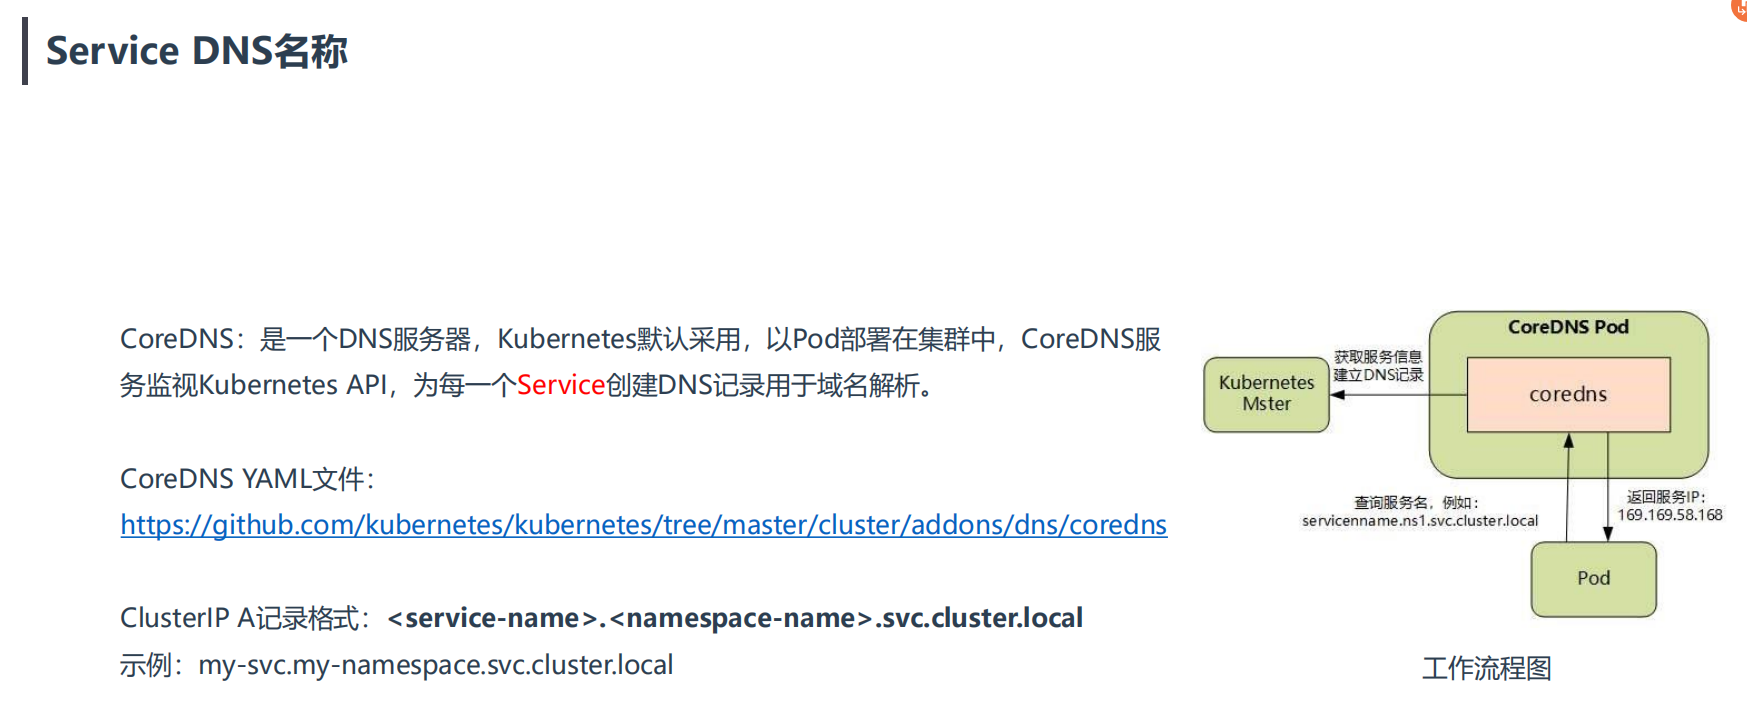 Service DNS名称
CoreDNS：是一个DNS服务器，Kubernetes默认采用，以Pod部署在集群中，CoreDNS服
务监视Kubernetes API，为每一个Service创建DNS记录用于域名解析。
CoreDNS YAML文件：
https://github.com/kubernetes/kubernetes/tree/master/cluster/addons/dns/coredns
ClusterIP A记录格式：<service-name>.<namespace-name>.svc.cluster.local
示例：my-svc.my-namespace.svc.cluster.local
CoreDNS Pod
获取服务信息
建立DNS记录
Kubernetes
Mster
coredns
查询服务名，例如：
servicenname.ns1.svc.cluster.local
返回服务IP：
169.169.58.168
Pod
工作流程图